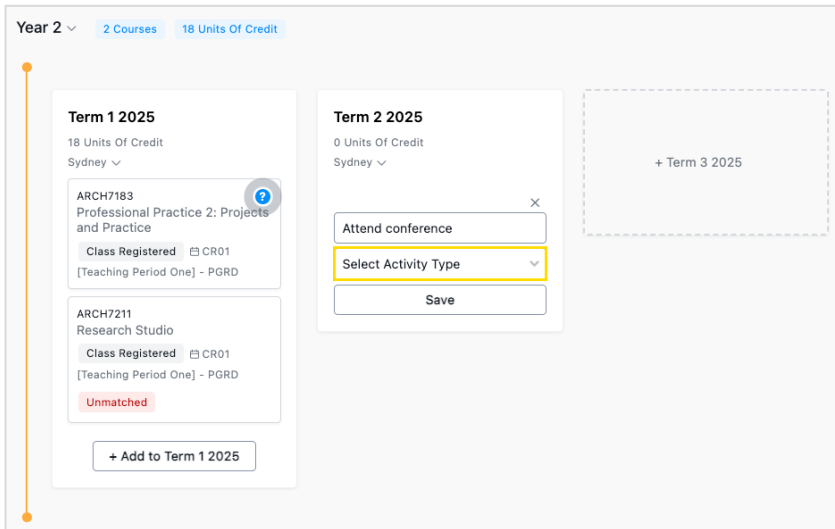 Year 2
2 Courses
18 Units Of Credit
Term 1 2025
18 Units Of Credit
Sydney
ARCH7183
?
Professional Practice 2: Projects
and Practice
Class Registered
CR01
[Teaching Period One] - PGRD
ARCH7211
Research Studio
Class Registered
CR01
[Teaching Period One] - PGRD
Unmatched
+ Add to Term 1 2025
Term 2 2025
0 Units Of Credit
Sydney
Attend conference
Select Activity Type
Save
+ Term 3 2025